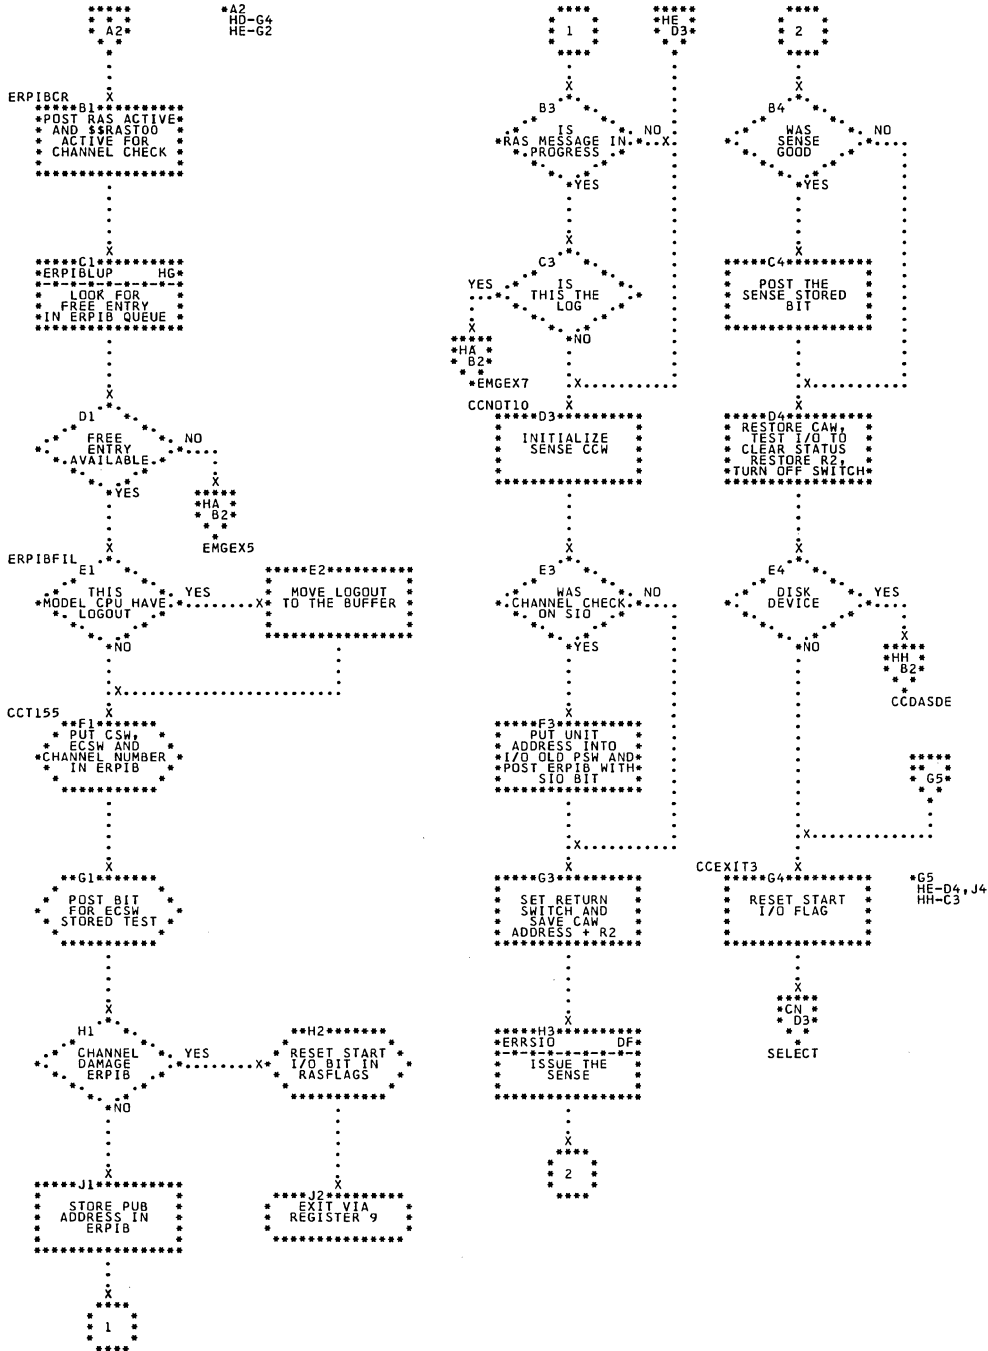 A2
*A2
HD-G4
HE-G2
ERPIBCR
B1
POST RAS ACTIVE
AND $$RAST00
ACTIVE FOR
CHANNEL CHECK
C1
ERPIBLUP HG
LOOK FOR
FREE ENTRY
IN ERPIB QUEUE
D1
FREE
ENTRY
AVAILABLE
NO
YES
HA
B2
EMGEX5
ERPIBFIL
E1
THIS
MODEL CPU HAVE
LOGOUT
YES
NO
E2
MOVE LOGOUT
TO THE BUFFER
CCT155
F1
PUT CSW,
ECSW AND
CHANNEL NUMBER
IN ERPIB
G1
POST BIT
FOR ECSW
STORED TEST
H1
CHANNEL
DAMAGE
ERPIB
YES
NO
H2
RESET START
I/O BIT IN
RASFLAGS
J1
STORE PUB
ADDRESS IN
ERPIB
J2
EXIT VIA
REGISTER 9
1
1
HE
D3
B3
IS
RAS MESSAGE IN
PROGRESS
NO
YES
C3
IS
THIS THE
LOG
YES
NO
HA
B2
EMGEX7
CCNOT10
D3
INITIALIZE
SENSE CCW
E3
WAS
CHANNEL CHECK
ON SIO
NO
YES
F3
PUT UNIT
ADDRESS INTO
I/O OLD PSW AND
POST ERPIB WITH
SIO BIT
G3
SET RETURN
SWITCH AND
SAVE CAW
ADDRESS + R2
H3
ERRSIO DF
ISSUE THE
SENSE
2
2
B4
WAS
SENSE
GOOD
NO
YES
C4
POST THE
SENSE STORED
BIT
D4
RESTORE CAW,
TEST I/O TO
CLEAR STATUS
RESTORE R2,
TURN OFF SWITCH
E4
DISK
DEVICE
YES
NO
HH
B2
CCDASDE
G5
CCEXIT3
G4
RESET START
I/O FLAG
*G5
HE-D4,J4
HH-C3
CN
D3
SELECT